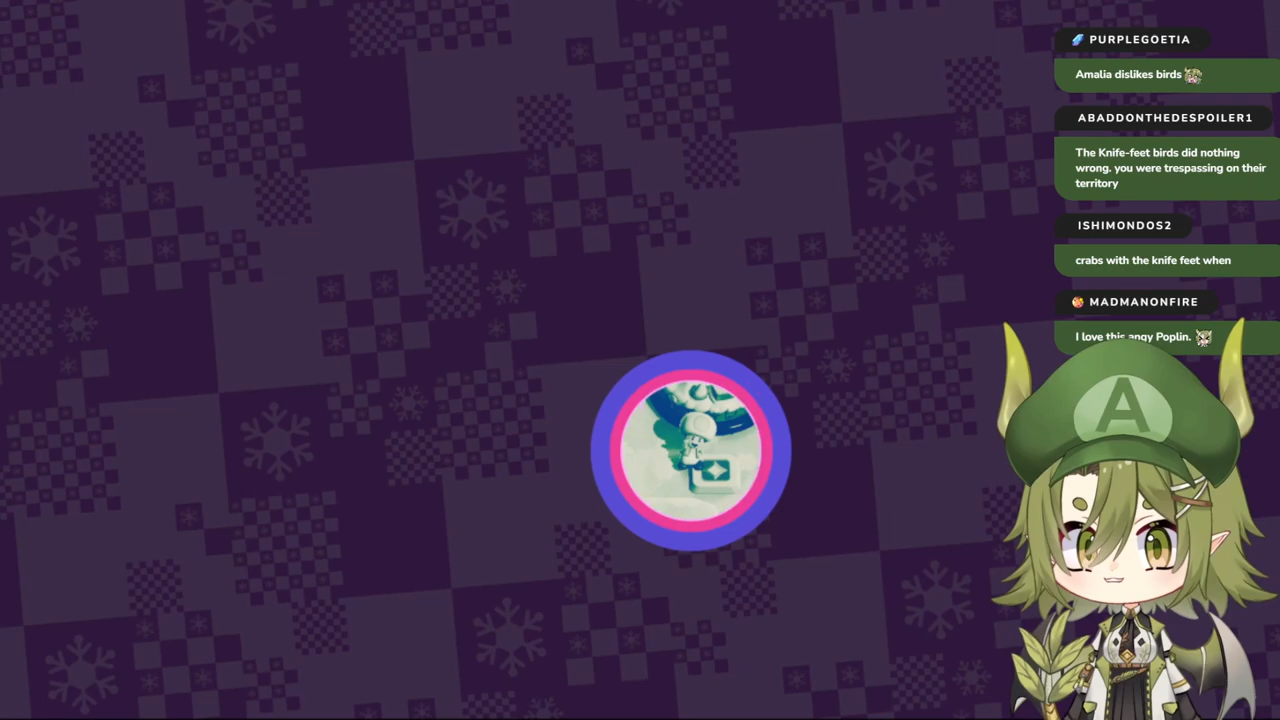 PURPLEGOETIA
Amalia dislikes birds
ABADDONTHEDESPOILER1
The Knife-feet birds did nothing
wrong. you were trespassing on their
territory
ISHIMONDOS2
crabs with the knife feet when
MADMANONFIRE
I love this angy Poplin.
A